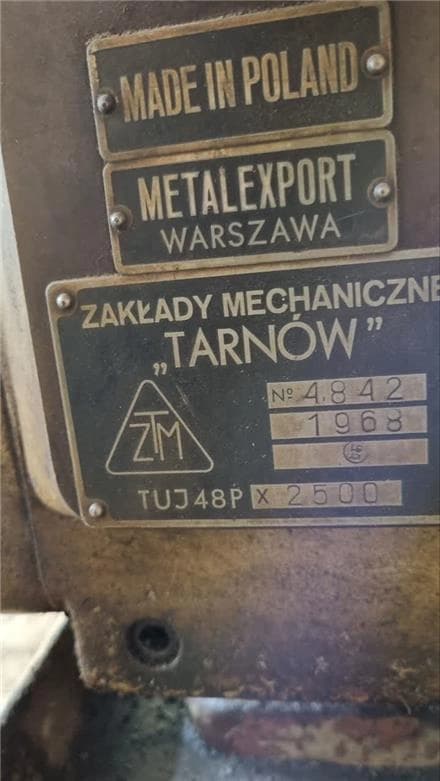 MADE IN POLAND
METALEXPORT
WARSZAWA
ZAKŁADY MECHANICZNE
„TARNÓW”
ZTM
Nº 4842
1968
TUJ48P X 2500